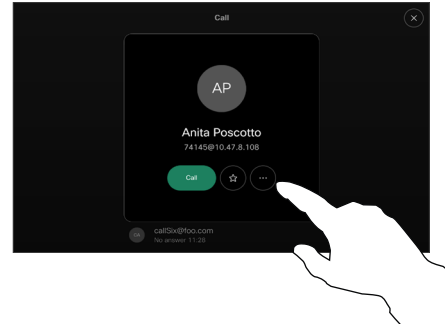 Call
AP
Anita Poscotto
74145@10.47.8.108
Call
callSix@foo.com
No answer 11:28